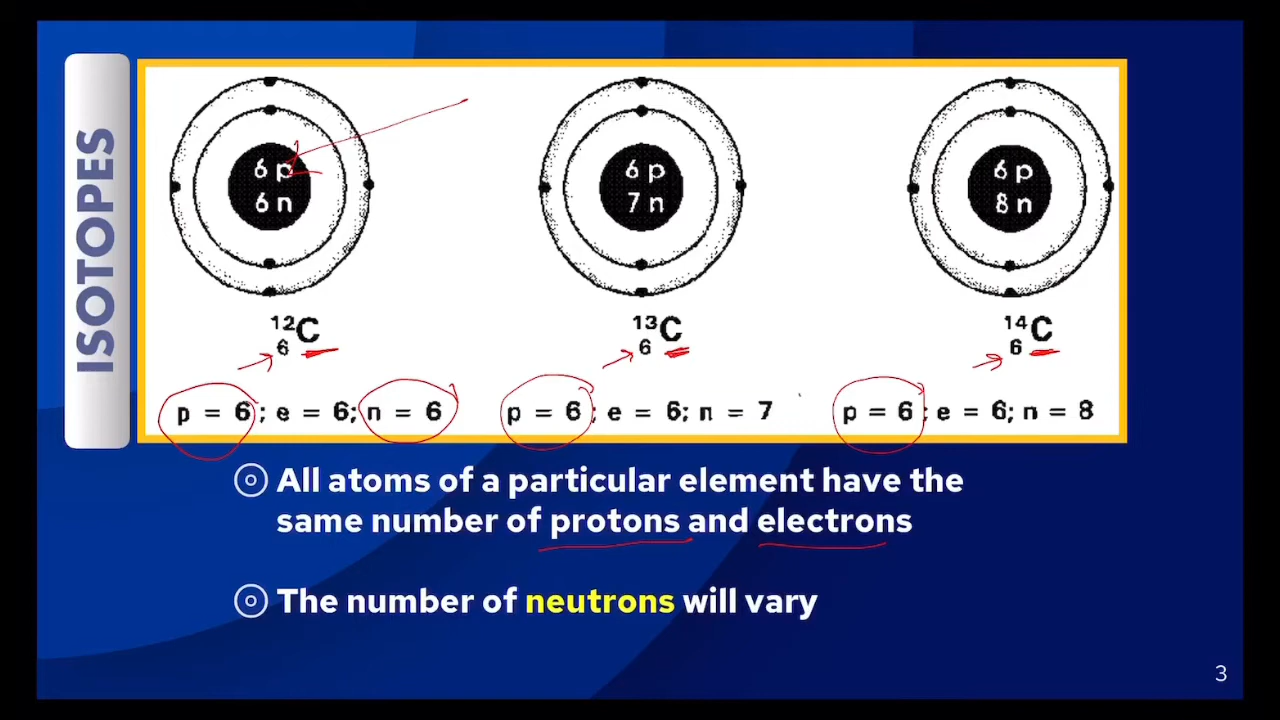 ISOTOPES
6 p
6 n
6 p
7 n
6 p
8 n
12
6 C
13
6 C
14
6 C
p = 6 ; e = 6; n = 6
p = 6 ; e = 6; n = 7
p = 6 ; e = 6; n = 8
All atoms of a particular element have the
same number of protons and electrons
The number of neutrons will vary
3